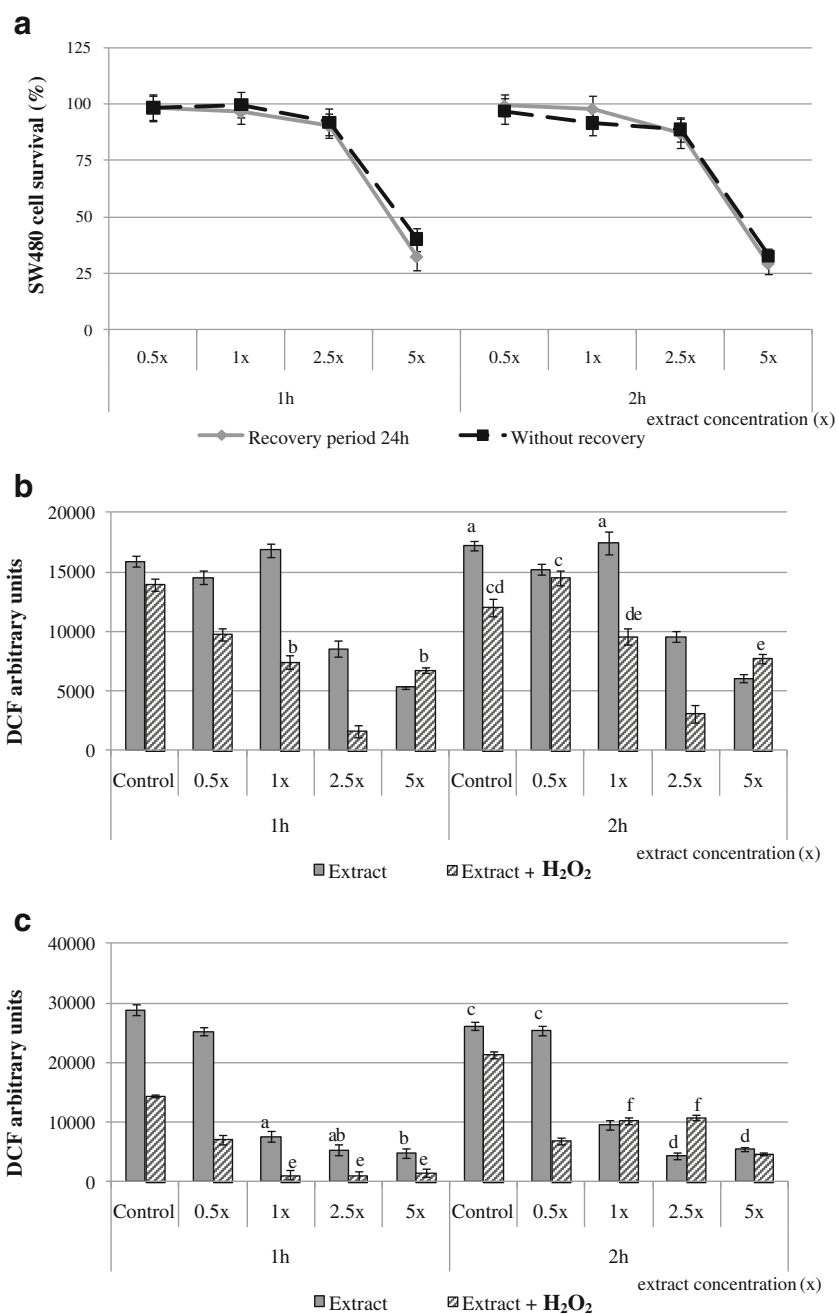 a
SW480 cell survival (%)
125
100
75
50
25
0
0.5x 1x 2.5x 5x 0.5x 1x 2.5x 5x
1h 2h
extract concentration (x)
Recovery period 24h Without recovery
b
DCF arbitrary units
20000
15000
10000
5000
0
a a
cd c de
b b e
Control 0.5x 1x 2.5x 5x Control 0.5x 1x 2.5x 5x
1h 2h
extract concentration (x)
Extract Extract + H₂O₂
c
DCF arbitrary units
40000
30000
20000
10000
0
c c
a ab b f f
e e e d d
Control 0.5x 1x 2.5x 5x Control 0.5x 1x 2.5x 5x
1h 2h
extract concentration (x)
Extract Extract + H₂O₂